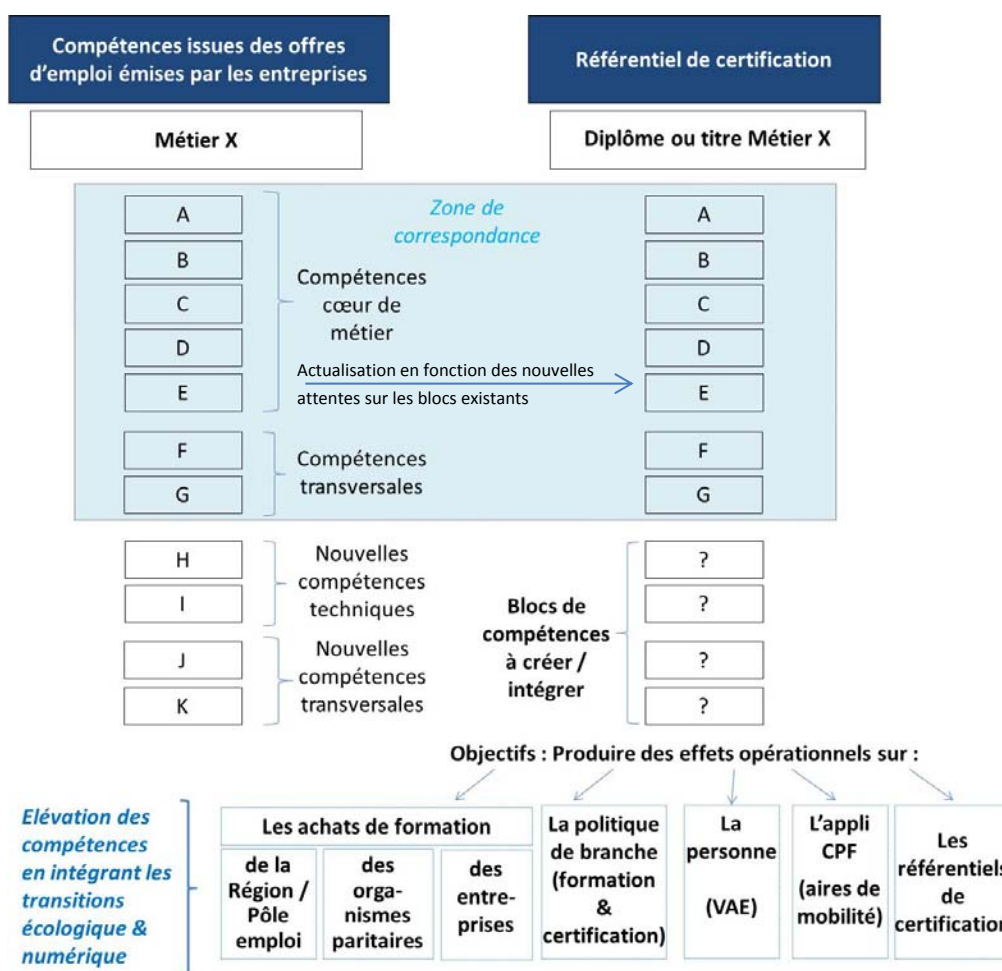 Compétences issues des offres
d'emploi émises par les entreprises
Référentiel de certification
Métier X
Diplôme ou titre Métier X
Zone de
correspondance
A
B
C
D
E
Compétences
cœur de
métier
Actualisation en fonction des nouvelles
attentes sur les blocs existants
A
B
C
D
E
F
G
Compétences
transversales
F
G
H
I
Nouvelles
compétences
techniques
J
K
Nouvelles
compétences
transversales
Blocs de
compétences
à créer /
intégrer
?
?
?
?
Objectifs : Produire des effets opérationnels sur :
Elévation des
compétences
en intégrant les
transitions
écologique &
numérique
Les achats de formation
de la
Région /
Pôle
emploi
des
orga-
nismes
paritaires
des
entre-
prises
La politique
de branche
(formation
&
certification)
La
personne
(VAE)
L'appli
CPF
(aires de
mobilité)
Les
référentiels
de
certification